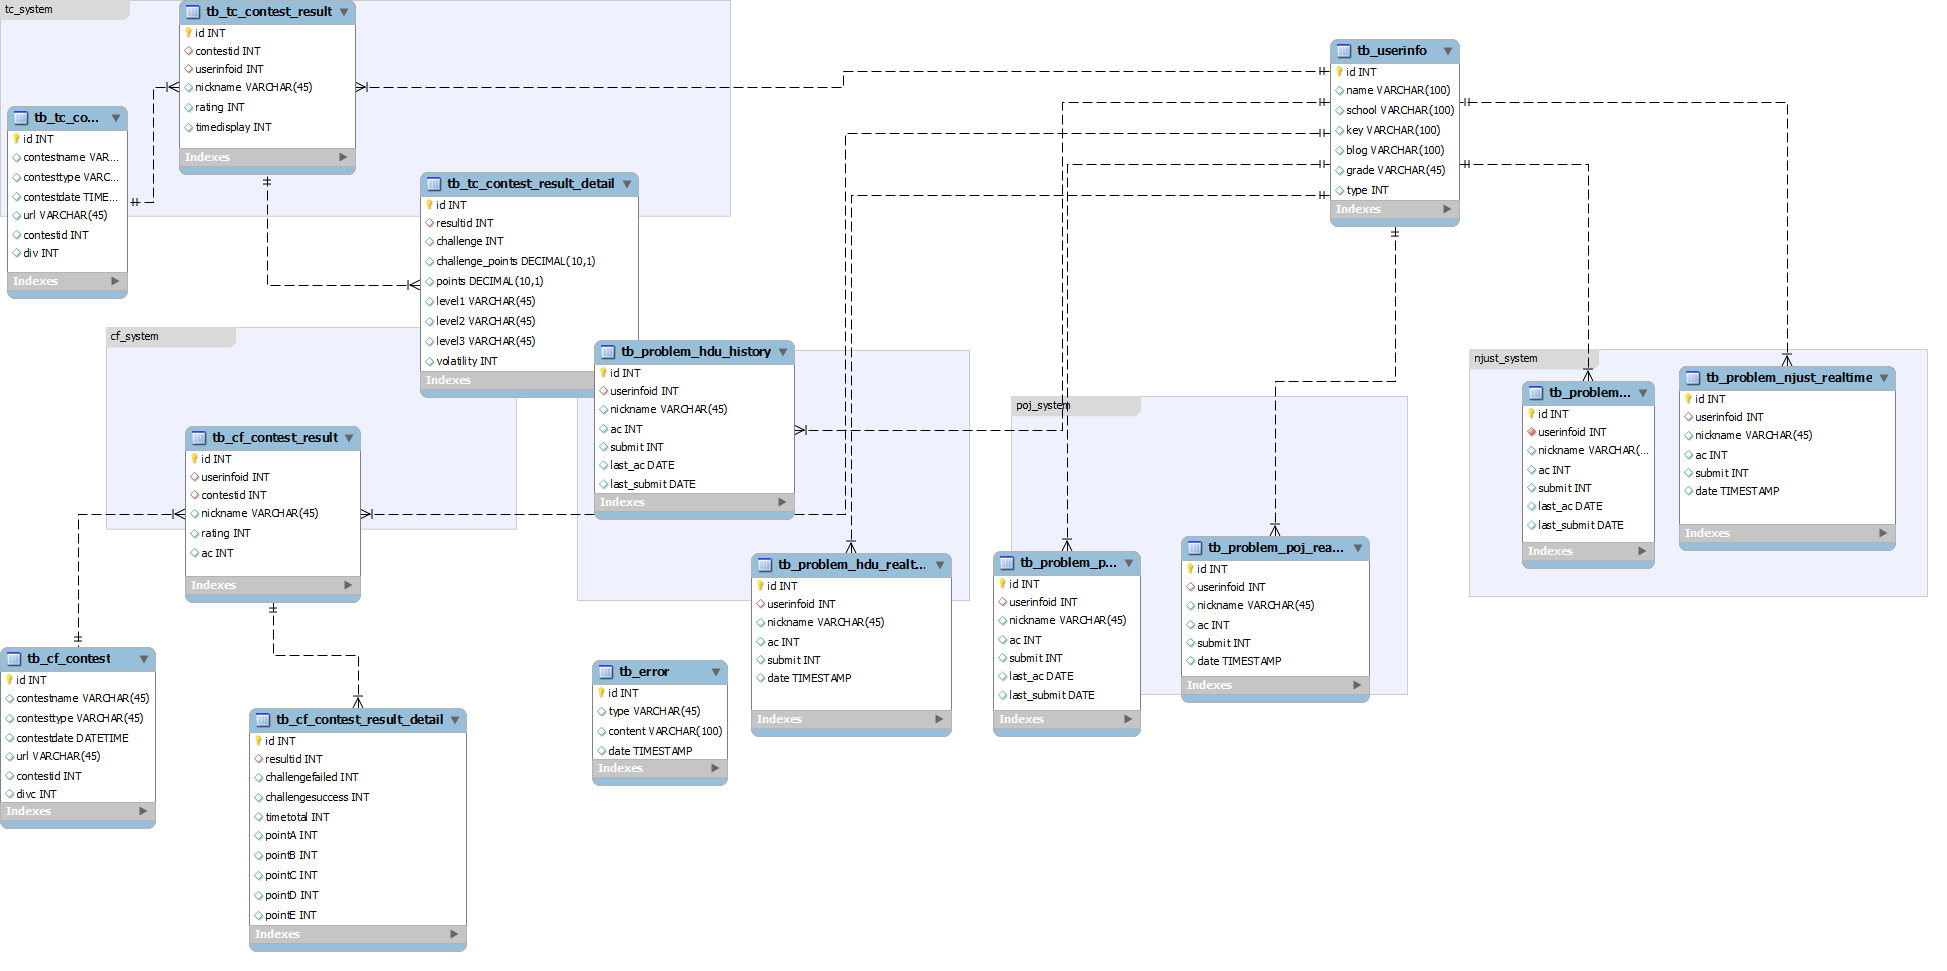 tc_system
tb_tc_contest_result
id INT
contestid INT
userinfoid INT
nickname VARCHAR(45)
rating INT
timedisplay INT
Indexes
tb_tc_co...
id INT
contestname VAR...
contesttype VARC...
contestdate TIME...
url VARCHAR(45)
contestid INT
div INT
Indexes
tb_tc_contest_result_detail
id INT
resultid INT
challenge INT
challenge_points DECIMAL(10,1)
points DECIMAL(10,1)
level1 VARCHAR(45)
level2 VARCHAR(45)
level3 VARCHAR(45)
volatility INT
Indexes
tb_userinfo
id INT
name VARCHAR(100)
school VARCHAR(100)
key VARCHAR(100)
blog VARCHAR(100)
grade VARCHAR(45)
type INT
Indexes
cf_system
tb_cf_contest_result
id INT
userinfoid INT
contestid INT
nickname VARCHAR(45)
rating INT
ac INT
Indexes
tb_problem_hdu_history
id INT
userinfoid INT
nickname VARCHAR(45)
ac INT
submit INT
last_ac DATE
last_submit DATE
Indexes
tb_problem_hdu_realt...
id INT
userinfoid INT
nickname VARCHAR(45)
ac INT
submit INT
date TIMESTAMP
Indexes
poj_system
tb_problem_p...
id INT
userinfoid INT
nickname VARCHAR(45)
ac INT
submit INT
last_ac DATE
last_submit DATE
Indexes
tb_problem_poj_rea...
id INT
userinfoid INT
nickname VARCHAR(45)
ac INT
submit INT
date TIMESTAMP
Indexes
njust_system
tb_problem...
id INT
userinfoid INT
nickname VARCHAR(...
ac INT
submit INT
last_ac DATE
last_submit DATE
Indexes
tb_problem_njust_realtime
id INT
userinfoid INT
nickname VARCHAR(45)
ac INT
submit INT
date TIMESTAMP
Indexes
tb_cf_contest
id INT
contestname VARCHAR(45)
contesttype VARCHAR(45)
contestdate DATETIME
url VARCHAR(45)
contestid INT
divc INT
Indexes
tb_cf_contest_result_detail
id INT
resultid INT
challengefailed INT
challengesuccess INT
timetotal INT
pointA INT
pointB INT
pointC INT
pointD INT
pointE INT
Indexes
tb_error
id INT
type VARCHAR(45)
content VARCHAR(100)
date TIMESTAMP
Indexes